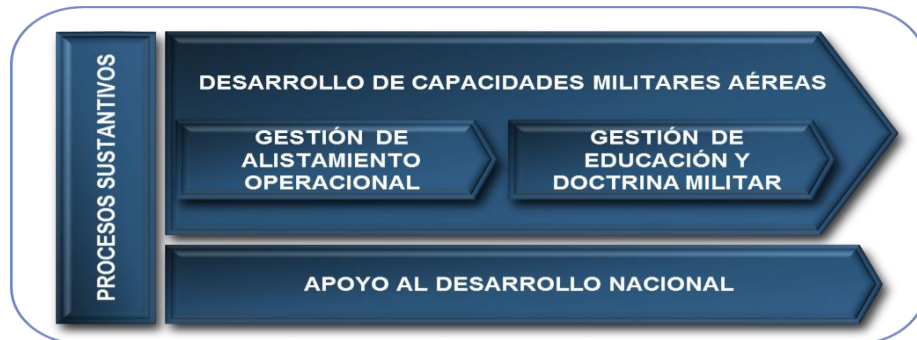 PROCESOS SUSTANTIVOS
DESARROLLO DE CAPACIDADES MILITARES AÉREAS
GESTIÓN DE
ALISTAMIENTO
OPERACIONAL
GESTIÓN DE
EDUCACIÓN Y
DOCTRINA MILITAR
APOYO AL DESARROLLO NACIONAL